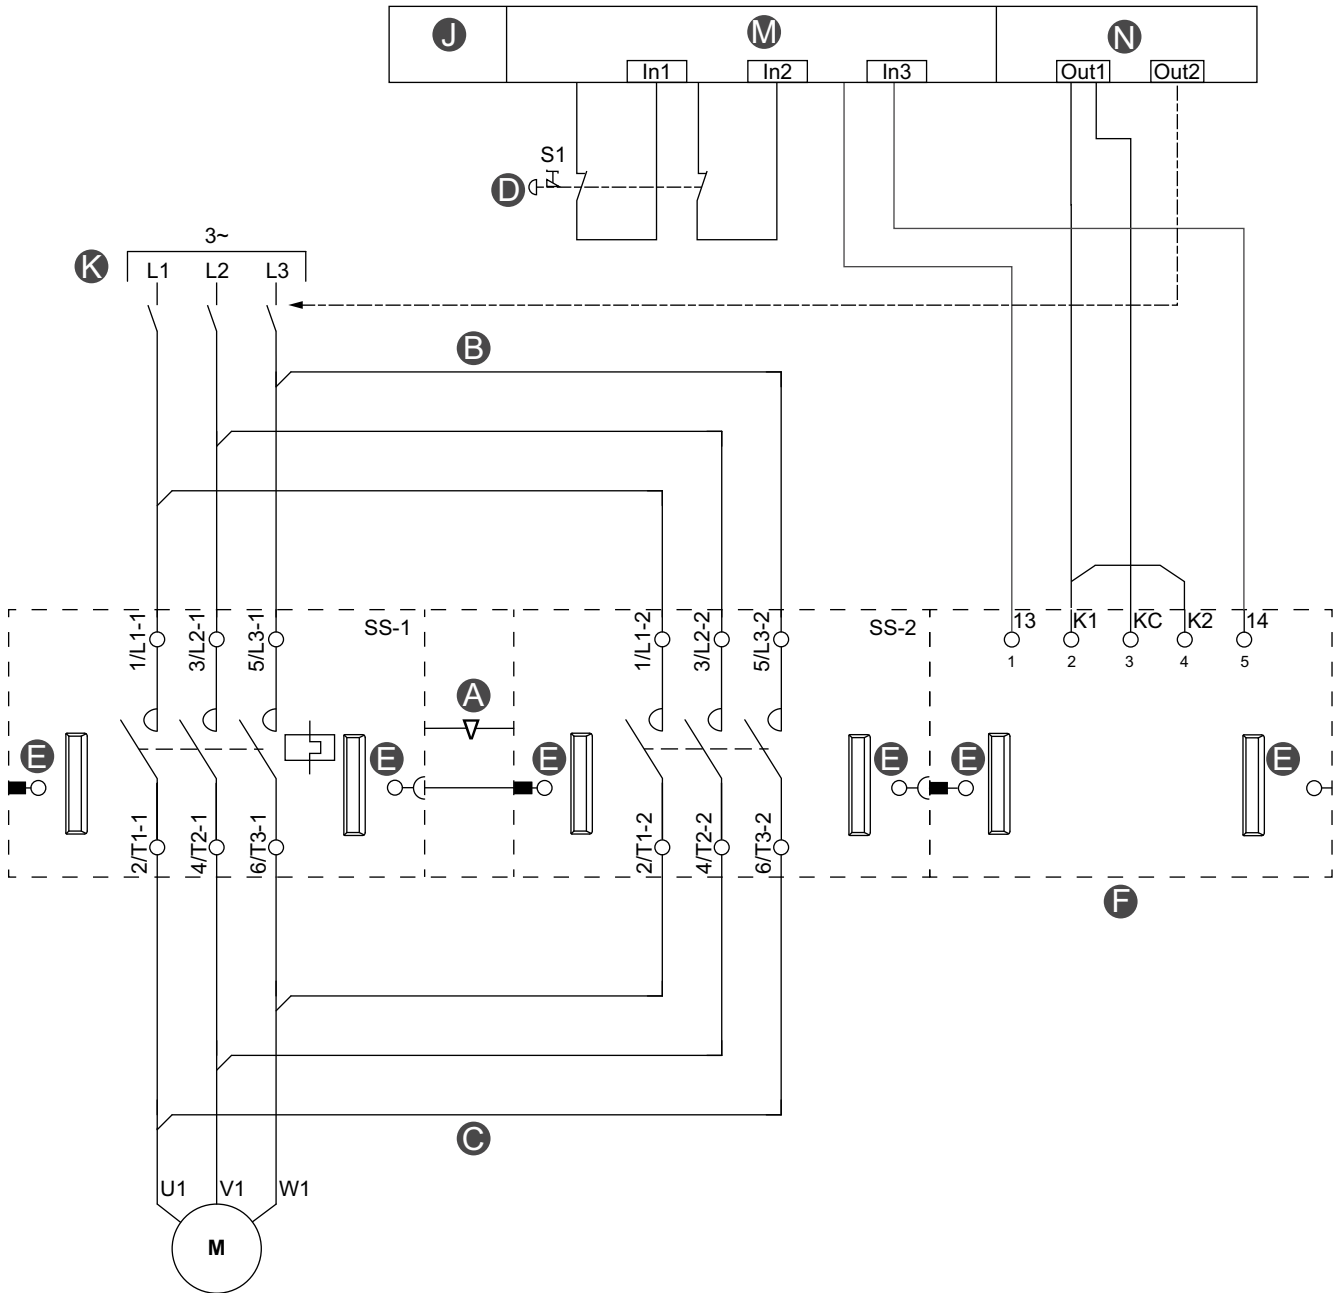 J M N
In1 In2 In3 Out1 Out2
S1
D
3~
K
L1 L2 L3
B
1/L1-1 3/L2-1 5/L3-1 SS-1 1/L1-2 3/L2-2 5/L3-2 SS-2 13 K1 KC K2 14
1 2 3 4 5
A
E E E E E E
2/T1-1 4/T2-1 6/T3-1 2/T1-2 4/T2-2 6/T3-2
F
C
U1 V1 W1
M